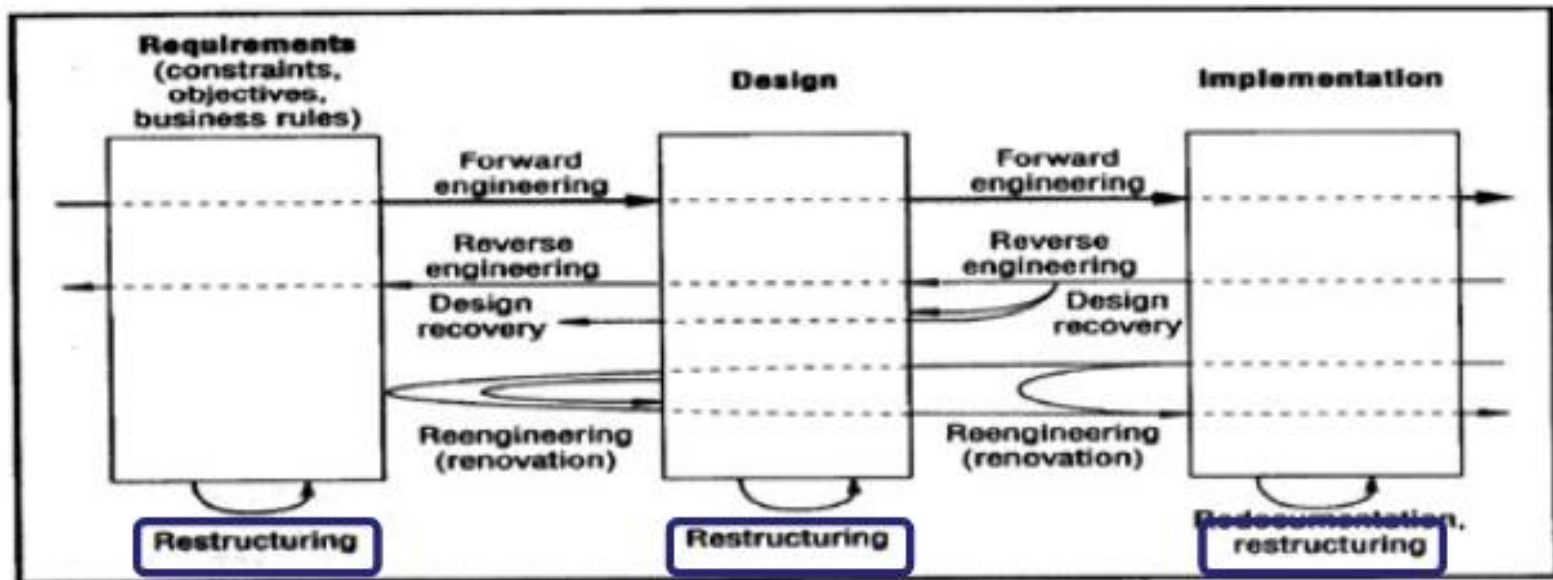 Requirements
(constraints,
objectives,
business rules)
Design
Implementation
Forward
engineering
Forward
engineering
Reverse
engineering
Reverse
engineering
Design
recovery
Design
recovery
Reengineering
(renovation)
Reengineering
(renovation)
Restructuring
Restructuring
Redocumentation,
restructuring